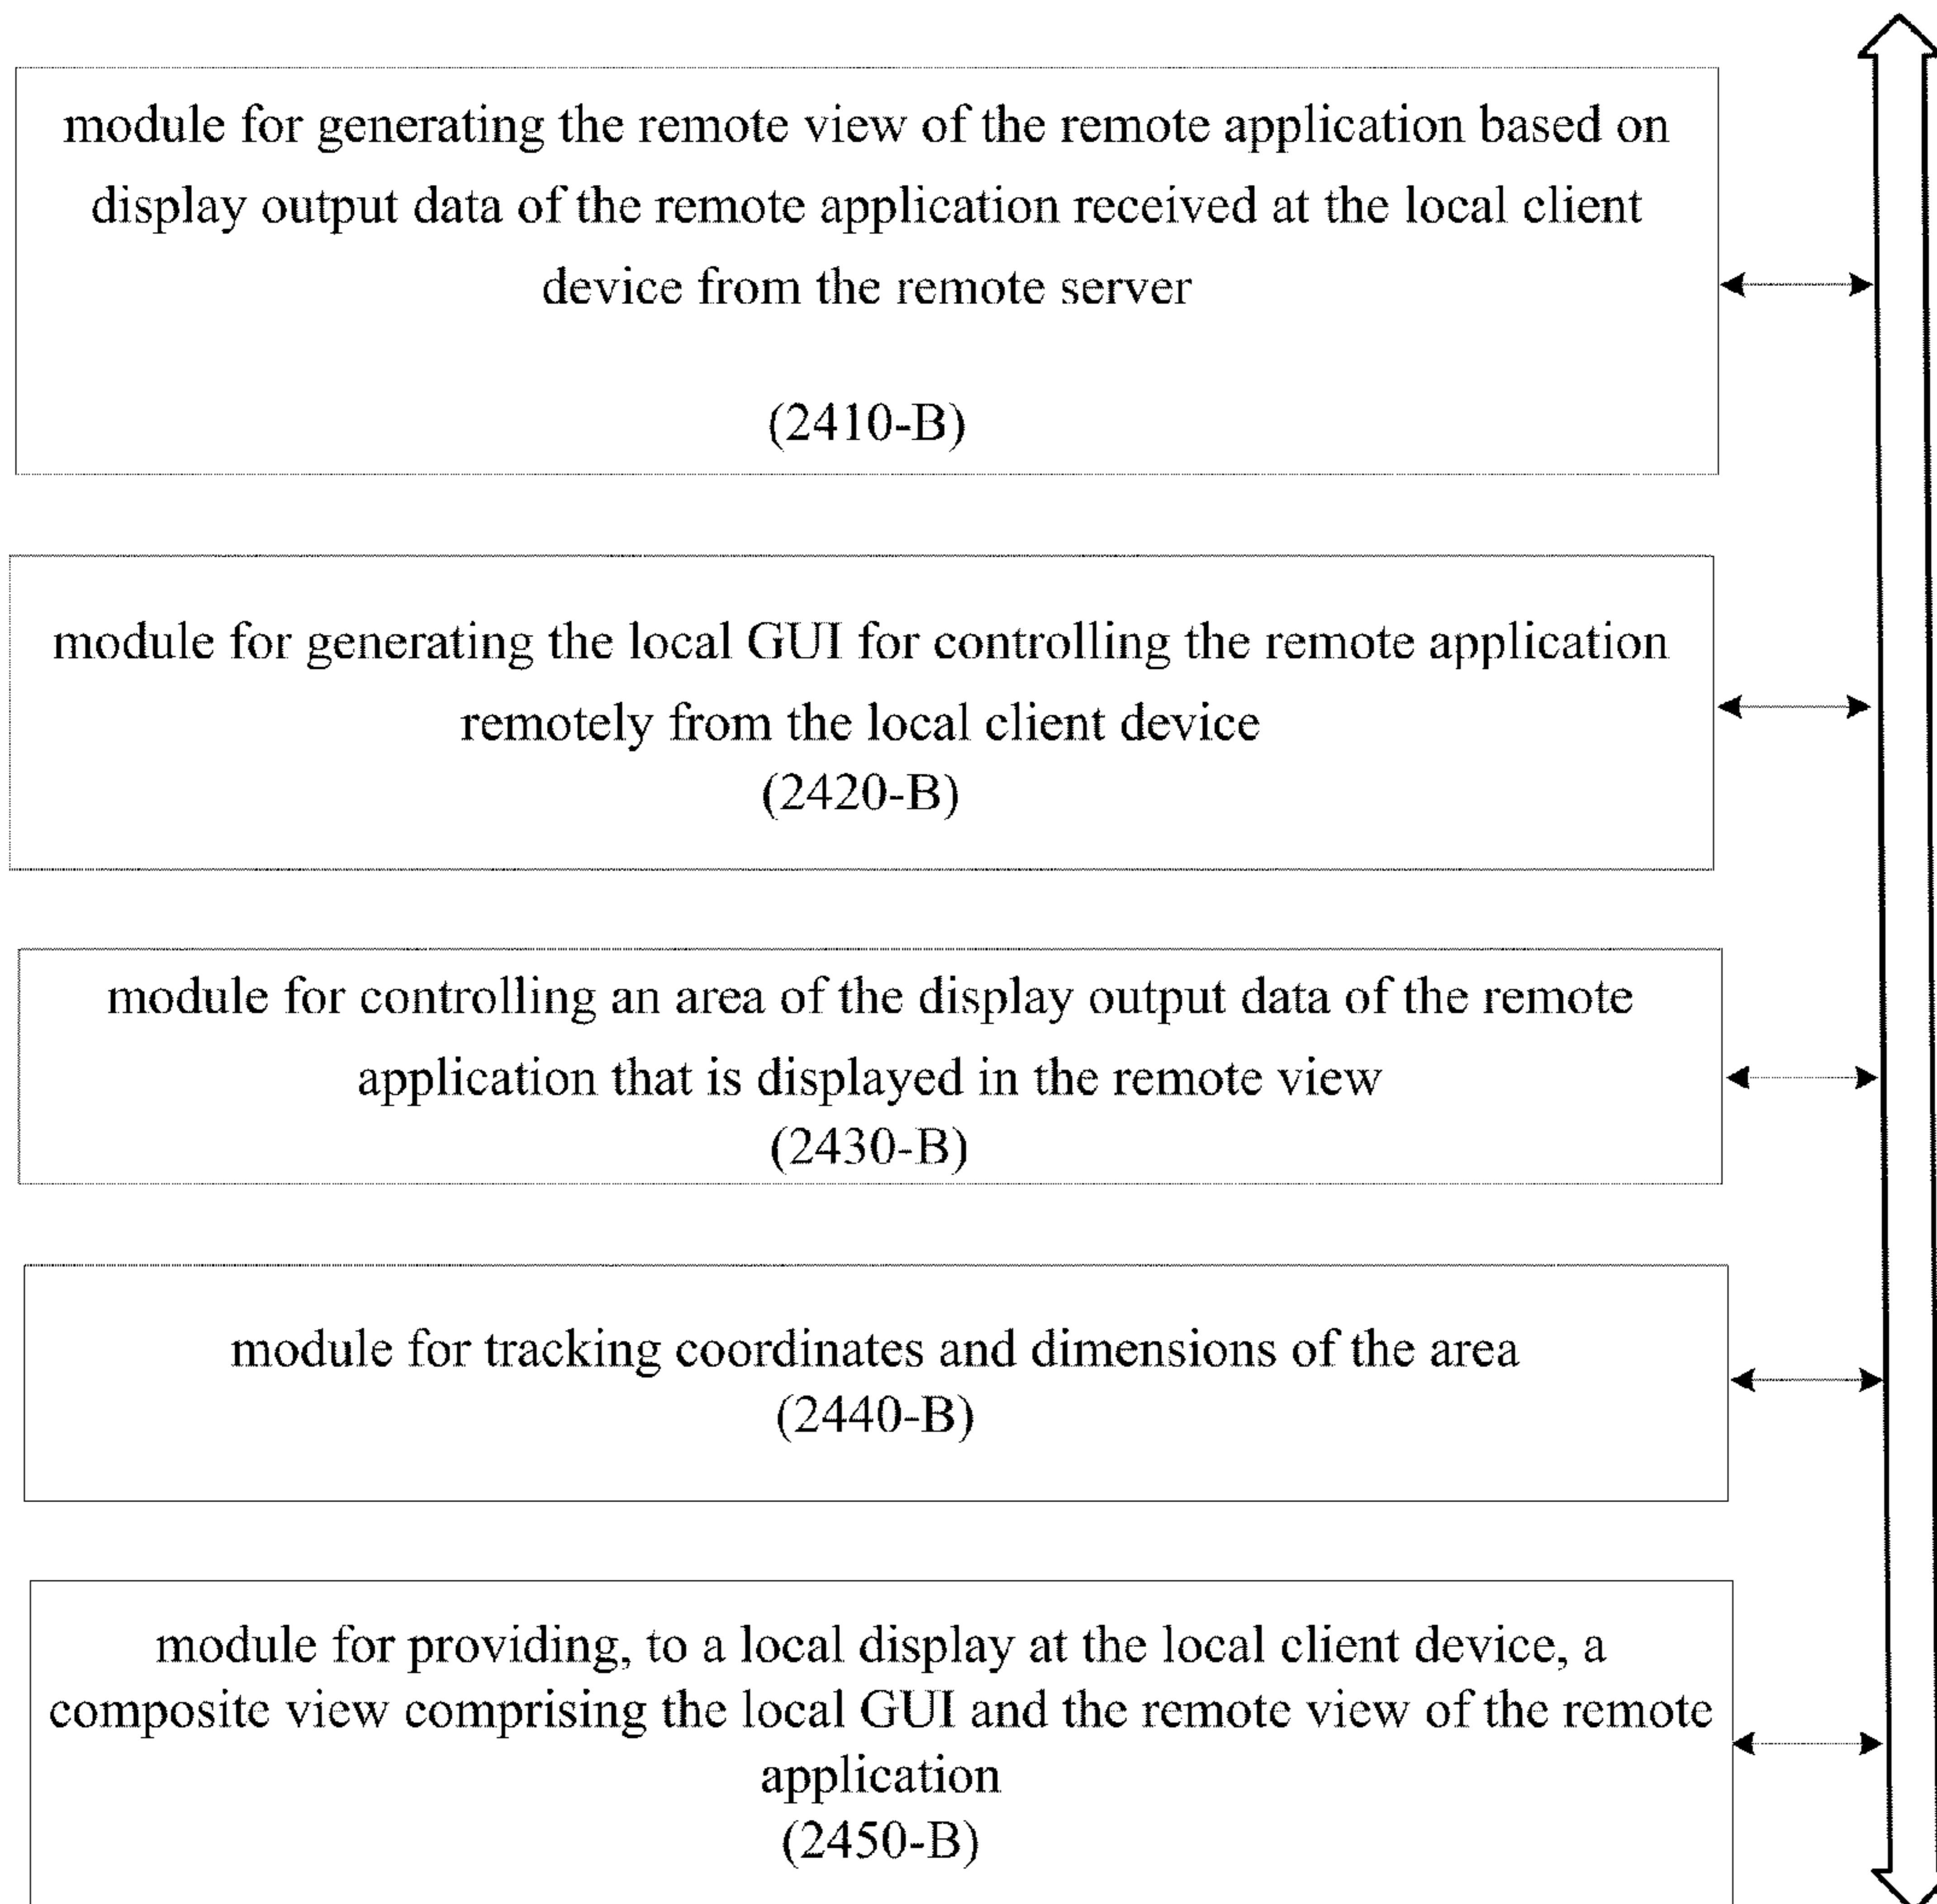 module for generating the remote view of the remote application based on
display output data of the remote application received at the local client
device from the remote server
(2410-B)
module for generating the local GUI for controlling the remote application
remotely from the local client device
(2420-B)
module for controlling an area of the display output data of the remote
application that is displayed in the remote view
(2430-B)
module for tracking coordinates and dimensions of the area
(2440-B)
module for providing, to a local display at the local client device, a
composite view comprising the local GUI and the remote view of the remote
application
(2450-B)